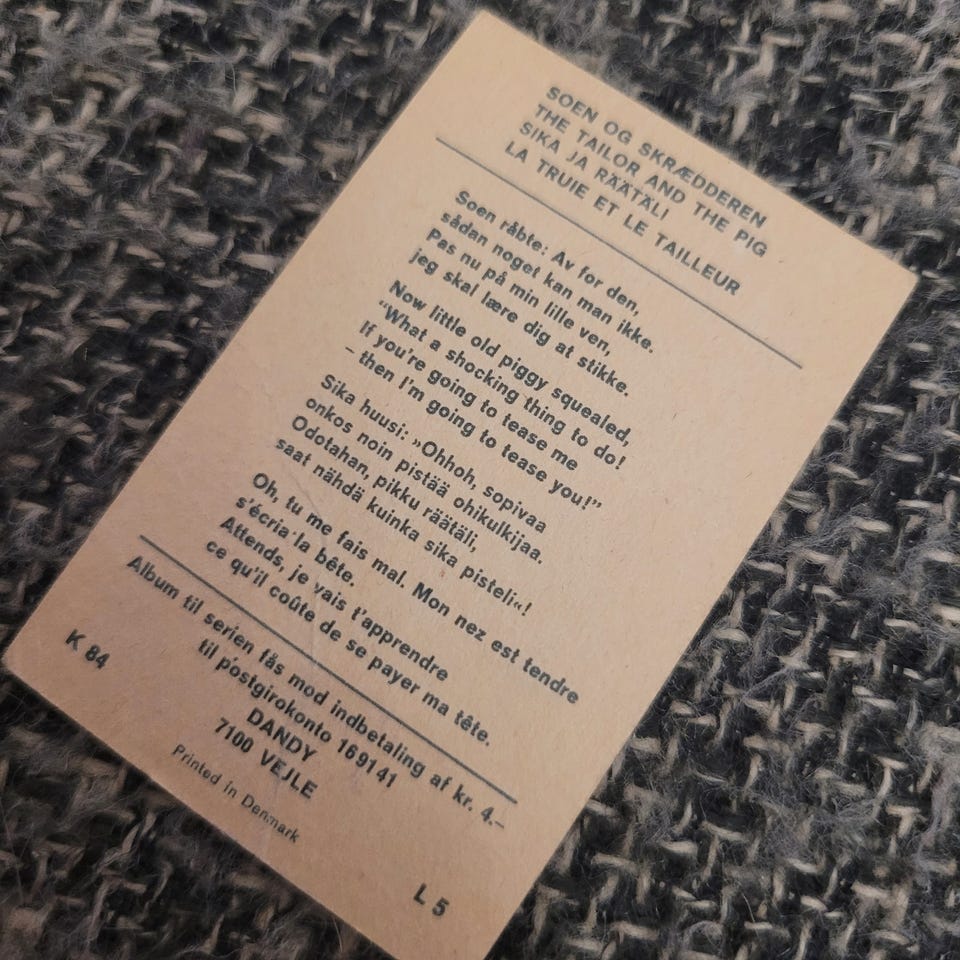 SOEN OG SKRÆDDEREN
THE TAILOR AND THE PIG
SIKA JA RÄÄTÄLI
LA TRUIE ET LE TAILLEUR
Soen råbte: Av for den,
sådan noget kan man ikke.
Pas nu på min lille ven,
jeg skal lære dig at stikke.
Now little old piggy squealed,
“What a shocking thing to do!
If you're going to tease me
– then I'm going to tease you!”
Sika huusi: »Ohhoh, sopivaa
onkos noin pistää ohikulkijaa.
Odotahan, pikku räätäli,
saat nähdä kuinka sika pisteli«!
Oh, tu me fais mal. Mon nez est tendre
s'écria la bête.
Attends, je vais t'apprendre
ce qu'il coûte de se payer ma tête.
Album til serien fås mod indbetaling af kr. 4.–
til postgirokonto 169141
DANDY
7100 VEJLE
K 84
Printed in Denmark
L 5